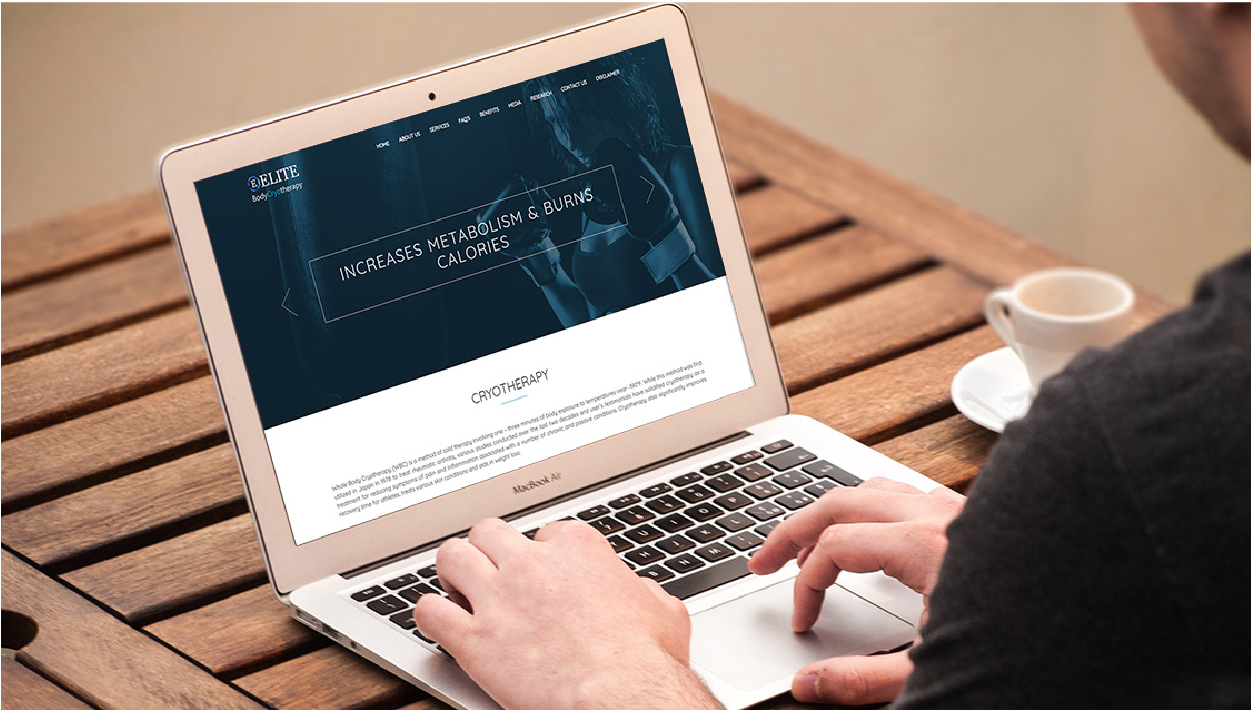 HOME ABOUT US SERVICES FAQS BENEFITS MEDIA RESEARCH CONTACT US DISCLAIMER
E ELITE
BodyCryotherapy
INCREASES METABOLISM & BURNS
CALORIES
CRYOTHERAPY
Whole Body Cryotherapy (WBC) is a method of cold therapy involving one - three minutes of body exposure to temperatures near While this method was first
utilized in Japan in 1978 to treat rheumatic arthritis, various studies conducted over the last two decades and user's testimonials have solidified cryotherapy as a
treatment for reducing symptoms of pain and inflammation associated with a number of chronic and passive conditions. Cryotherapy also significantly improves
recovery time for athletes, treats various skin conditions and aids in weight loss.
MacBook Air